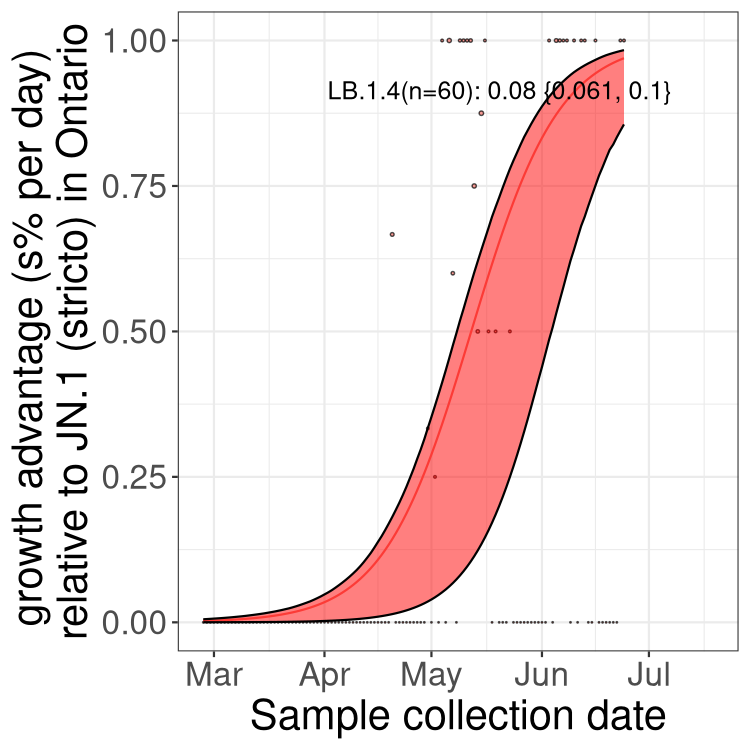 growth advantage (s% per day)
relative to JN.1 (stricto) in Ontario
1.00
0.75
0.50
0.25
0.00
LB.1.4(n=60): 0.08 {0.061, 0.1}
Mar Apr May Jun Jul
Sample collection date